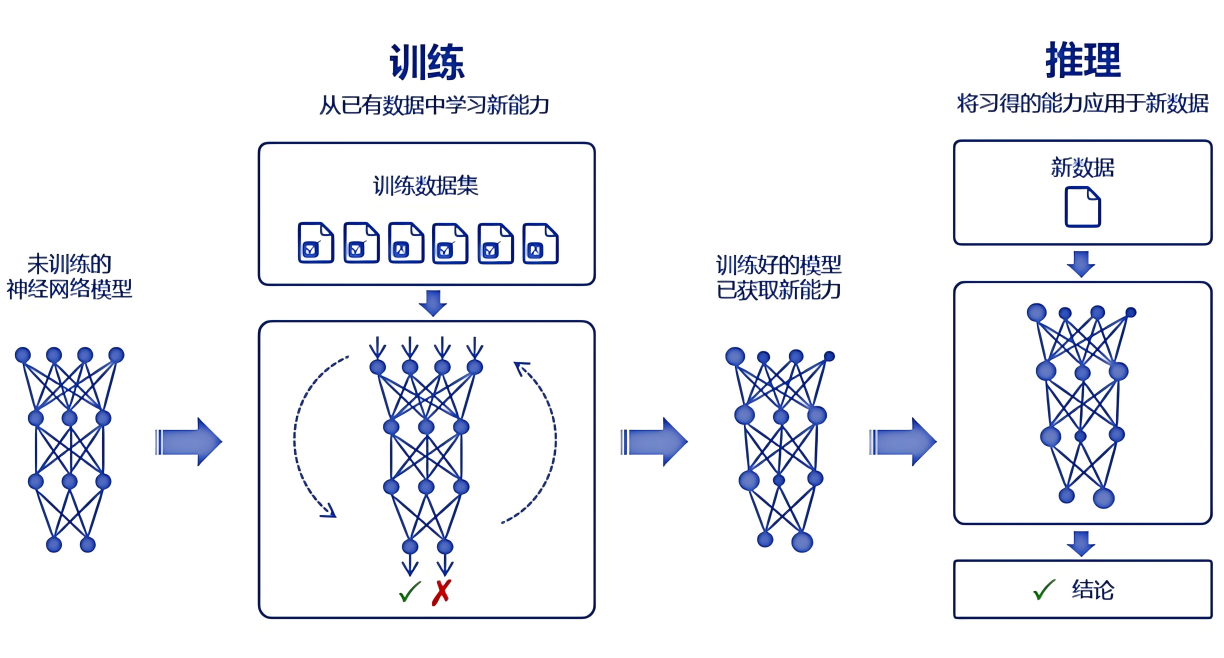 训练
从已有数据中学习新能力
训练数据集
未训练的
神经网络模型
训练好的模型
已获取新能力
推理
将习得的能力应用于新数据
新数据
结论